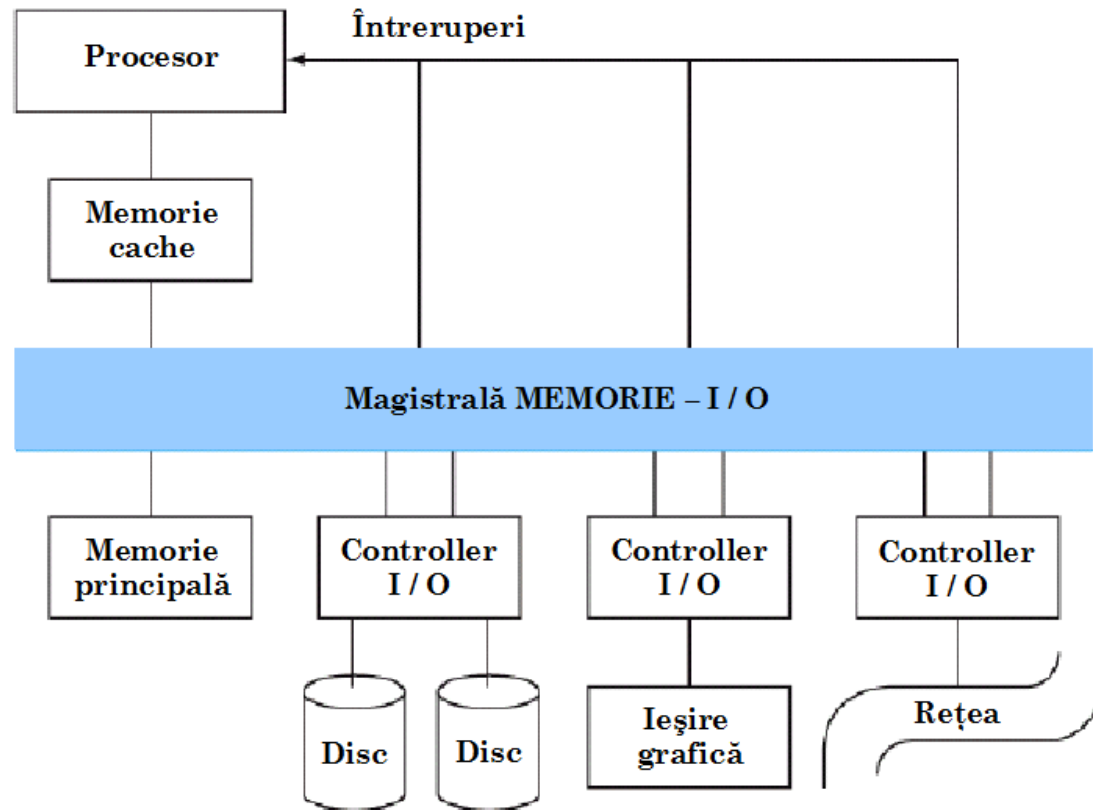 Întreruperi
Procesor
Memorie
cache
Magistrală MEMORIE – I / O
Memorie
principală
Controller
I / O
Controller
I / O
Controller
I / O
Disc
Disc
Ieşire
grafică
Rețea